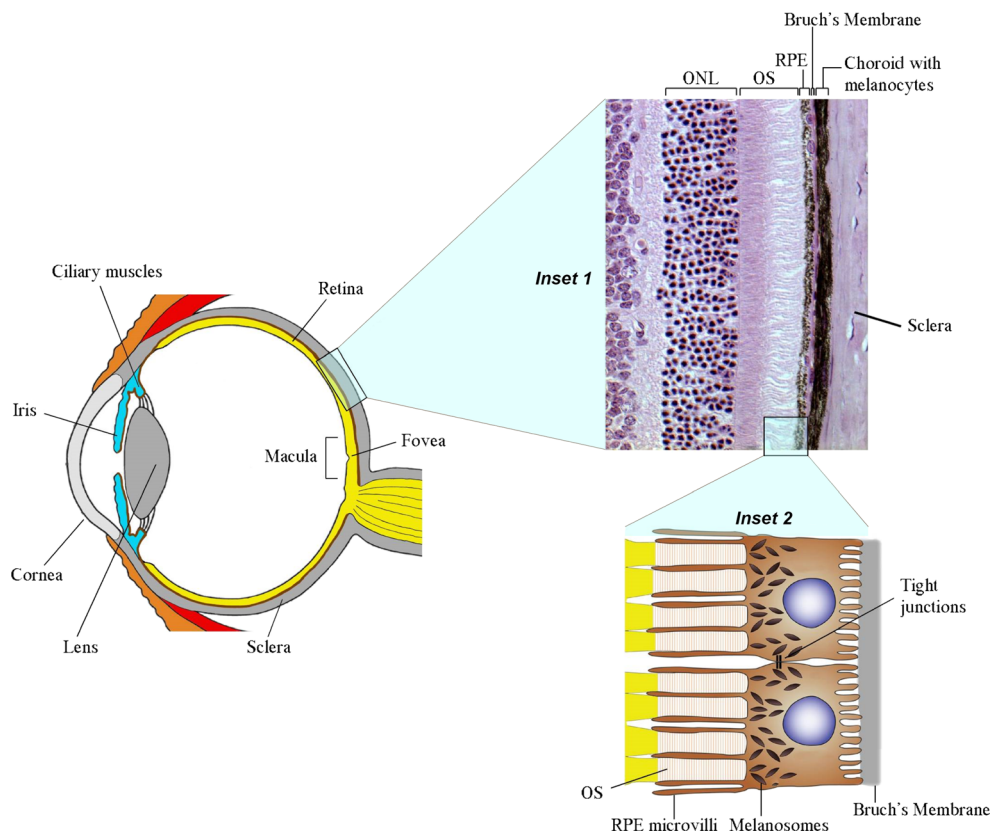 Bruch's Membrane
RPE
Choroid with
melanocytes
ONL
OS
Inset 1
Sclera
Ciliary muscles
Retina
Iris
Macula
Fovea
Cornea
Lens
Sclera
Inset 2
Tight
junctions
OS
RPE microvilli
Melanosomes
Bruch's Membrane